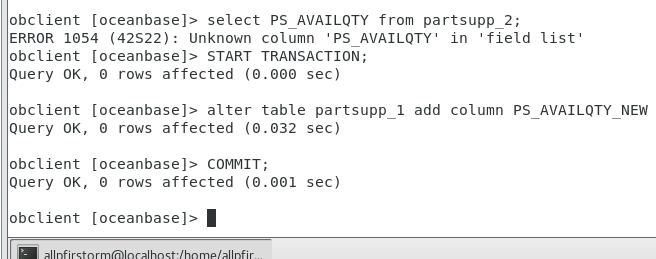 obclient [oceanbase]> select PS_AVAILQTY from partsupp_2;
ERROR 1054 (42S22): Unknown column 'PS_AVAILQTY' in 'field list'
obclient [oceanbase]> START TRANSACTION;
Query OK, 0 rows affected (0.000 sec)
obclient [oceanbase]> alter table partsupp_1 add column PS_AVAILQTY_NEW
Query OK, 0 rows affected (0.032 sec)
obclient [oceanbase]> COMMIT;
Query OK, 0 rows affected (0.001 sec)
obclient [oceanbase]>
allpfirstorm@localhost:/home/allpfir...